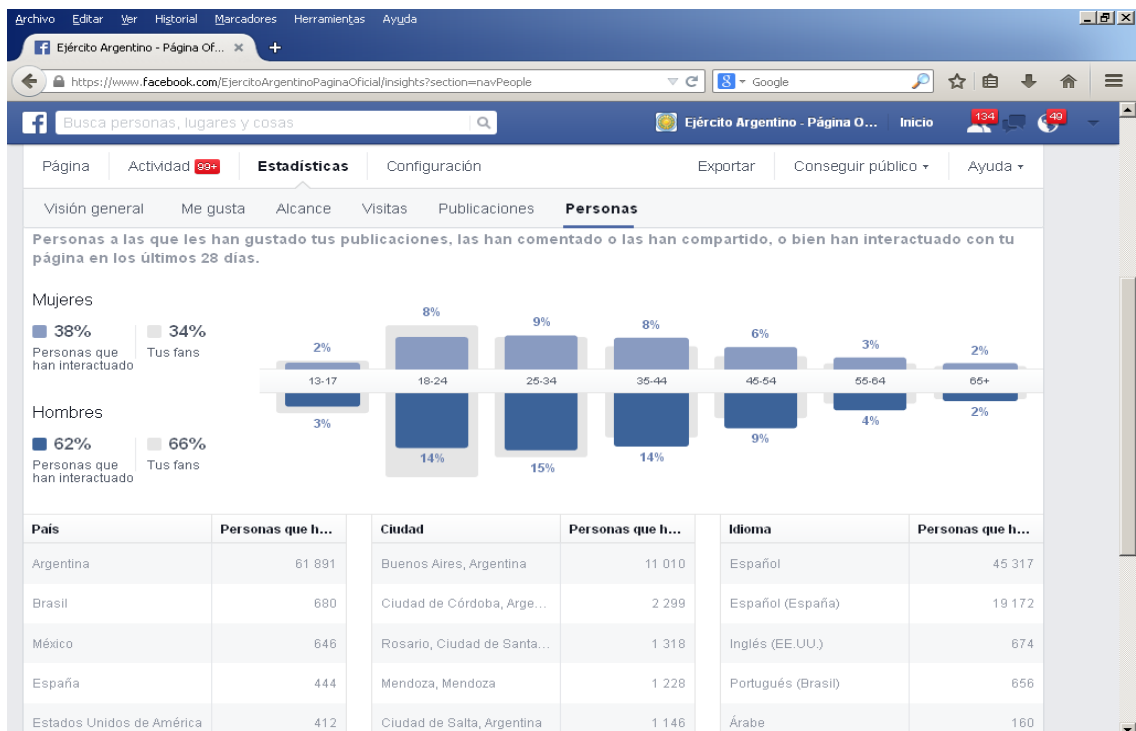 Archivo Editar Ver Historial Marcadores Herramientas Ayuda
Ejército Argentino - Página Of... ×
https://www.facebook.com/EjercitoArgentinoPaginaOficial/insights?section=navPeople
Google
Busca personas, lugares y cosas
Ejército Argentino - Página O... Inicio 134 49
Página Actividad 99+ Estadísticas Configuración Exportar Conseguir público Ayuda
Visión general Me gusta Alcance Visitas Publicaciones Personas
Personas a las que les han gustado tus publicaciones, las han comentado o las han compartido, o bien han interactuado con tu
página en los últimos 28 días.
Mujeres
38% 34%
Personas que han interactuado Tus fans
2% 8% 9% 8% 6% 3% 2%
13-17 18-24 25-34 35-44 45-54 55-64 65+
Hombres
62% 66%
Personas que han interactuado Tus fans
3% 14% 15% 14% 9% 4% 2%
País Personas que h... Ciudad Personas que h... Idioma Personas que h...
Argentina 61 891 Buenos Aires, Argentina 11 010 Español 45 317
Brasil 680 Ciudad de Córdoba, Arge... 2 299 Español (España) 19 172
México 646 Rosario, Ciudad de Santa... 1 318 Inglés (EE.UU.) 674
España 444 Mendoza, Mendoza 1 228 Portugués (Brasil) 656
Estados Unidos de América 412 Ciudad de Salta, Argentina 1 146 Árabe 160